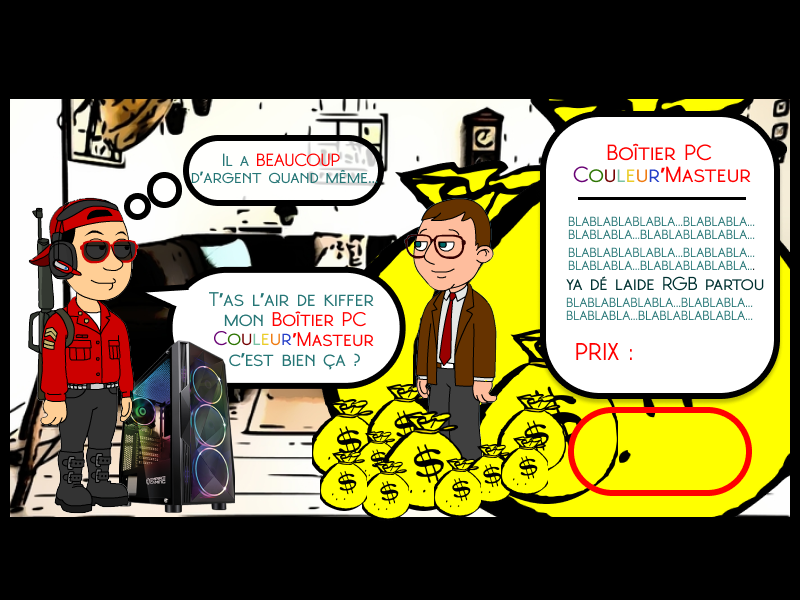 Il a BEAUCOUP
d'argent quand même..
T'as l'air de kiffer
mon Boîtier PC
Couleur'Masteur
c'est bien ça ?
Boîtier PC
Couleur'Masteur
blablablablabla...blablabla...
blablabla...blablablablabla...
blablablablabla...blablabla...
blablabla...blablablablabla...
ya dé laide RGB partou
blablablablabla...blablabla...
blablabla...blablablablabla...
PRIX :
$
$
$
$
$
$
$
$
$